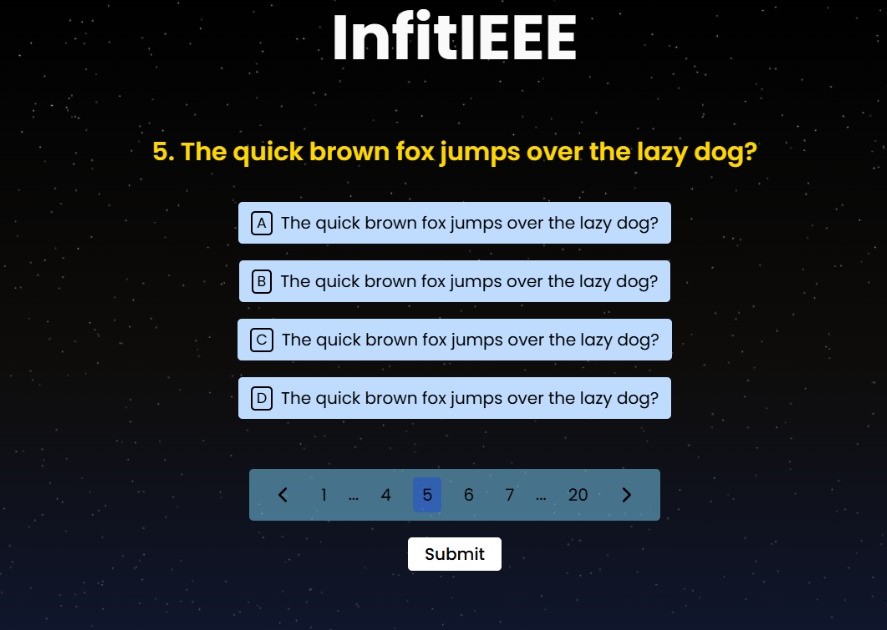 InfitIEEE
5. The quick brown fox jumps over the lazy dog?
A The quick brown fox jumps over the lazy dog?
B The quick brown fox jumps over the lazy dog?
C The quick brown fox jumps over the lazy dog?
D The quick brown fox jumps over the lazy dog?
1 ... 4 5 6 7 ... 20
Submit